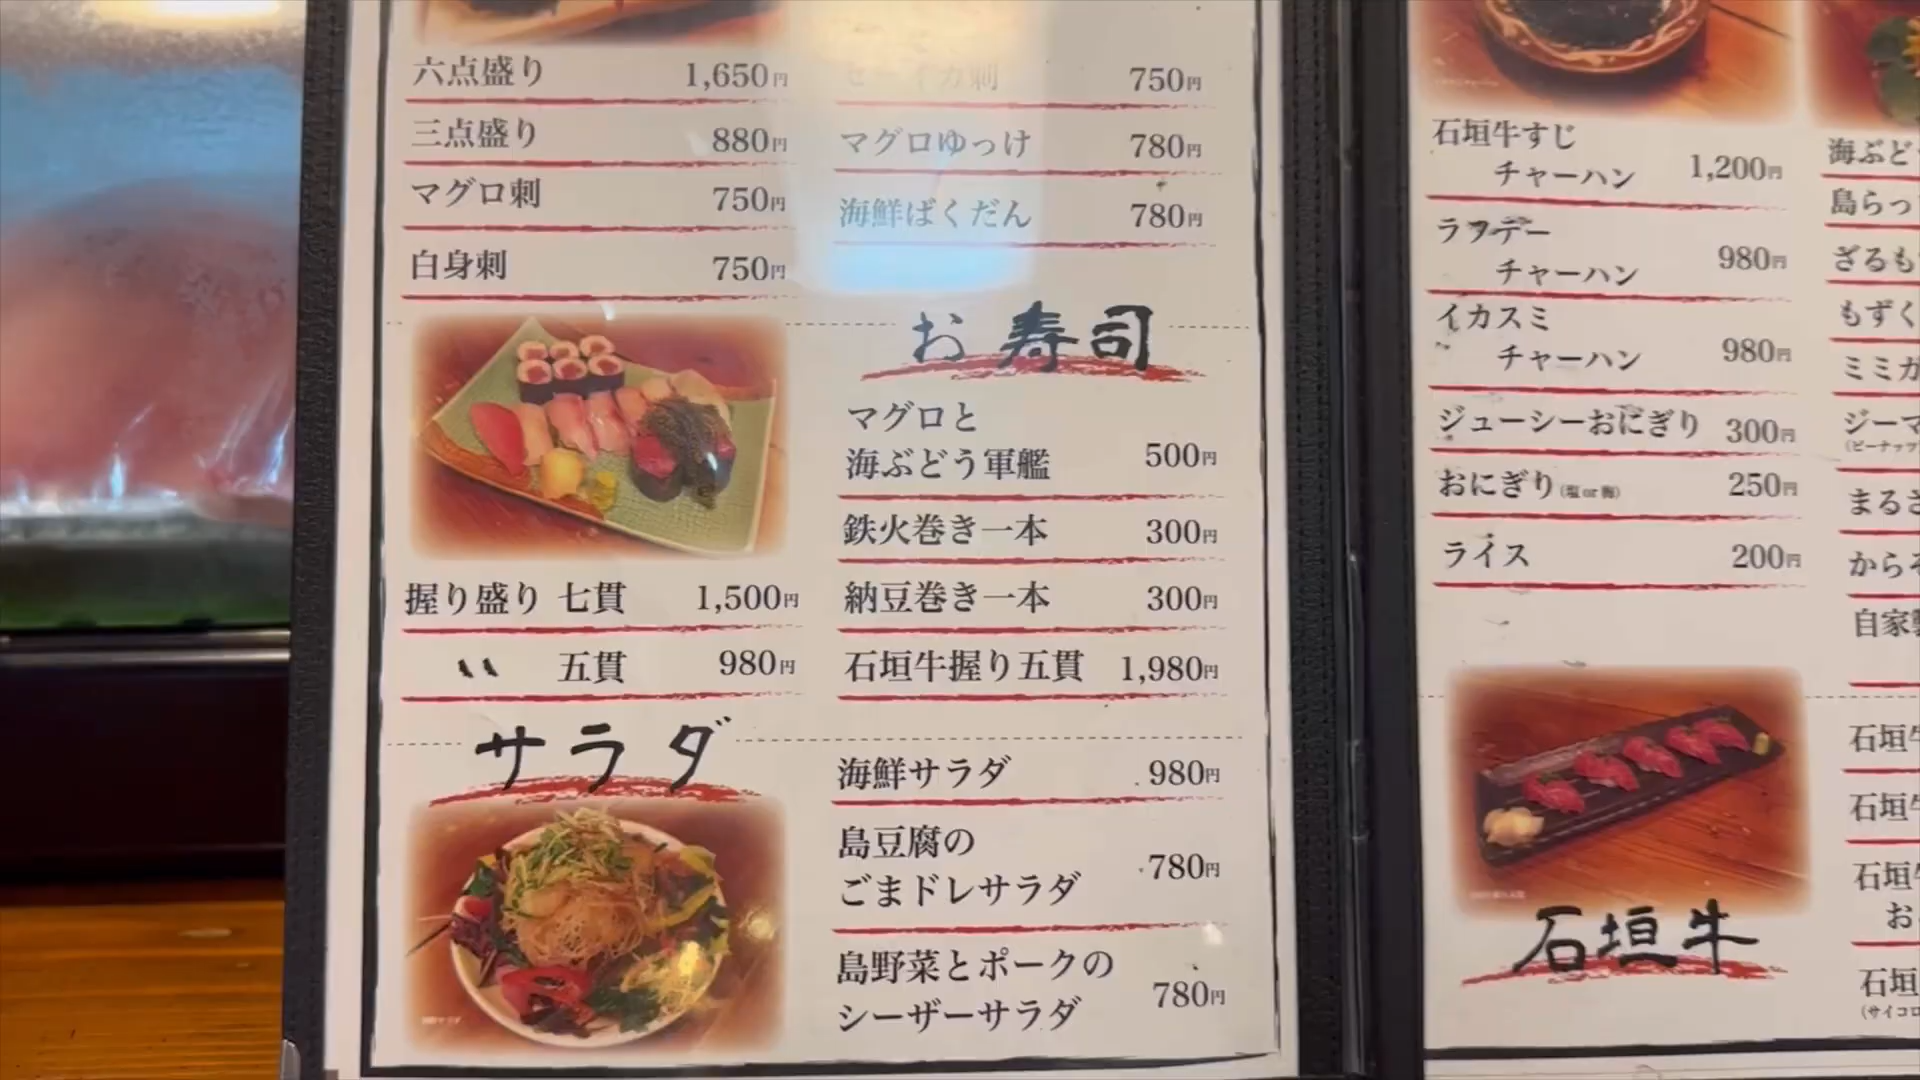 六点盛り 1,650円
三点盛り 880円
マグロ刺 750円
白身刺 750円
750円
マグロゆっけ 780円
海鮮ばくだん 780円
お寿司
マグロと
海ぶどう軍艦 500円
鉄火巻き一本 300円
納豆巻き一本 300円
石垣牛握り五貫 1,980円
握り盛り 七貫 1,500円
〃 五貫 980円
サラダ
海鮮サラダ 980円
島豆腐の
ごまドレサラダ 780円
島野菜とポークの
シーザーサラダ 780円
石垣牛すじ
チャーハン 1,200円
ラフテー
チャーハン 980円
イカスミ
チャーハン 980円
ジューシーおにぎり 300円
おにぎり(塩or梅) 250円
ライス 200円
石垣牛
海ぶど
島らっ
ざるも
もずく
ミミガ
ジーマ
(ピーナッツ
まるさ
からそ
自家製
石垣牛
石垣牛
石垣牛
お
石垣
(サイコロ